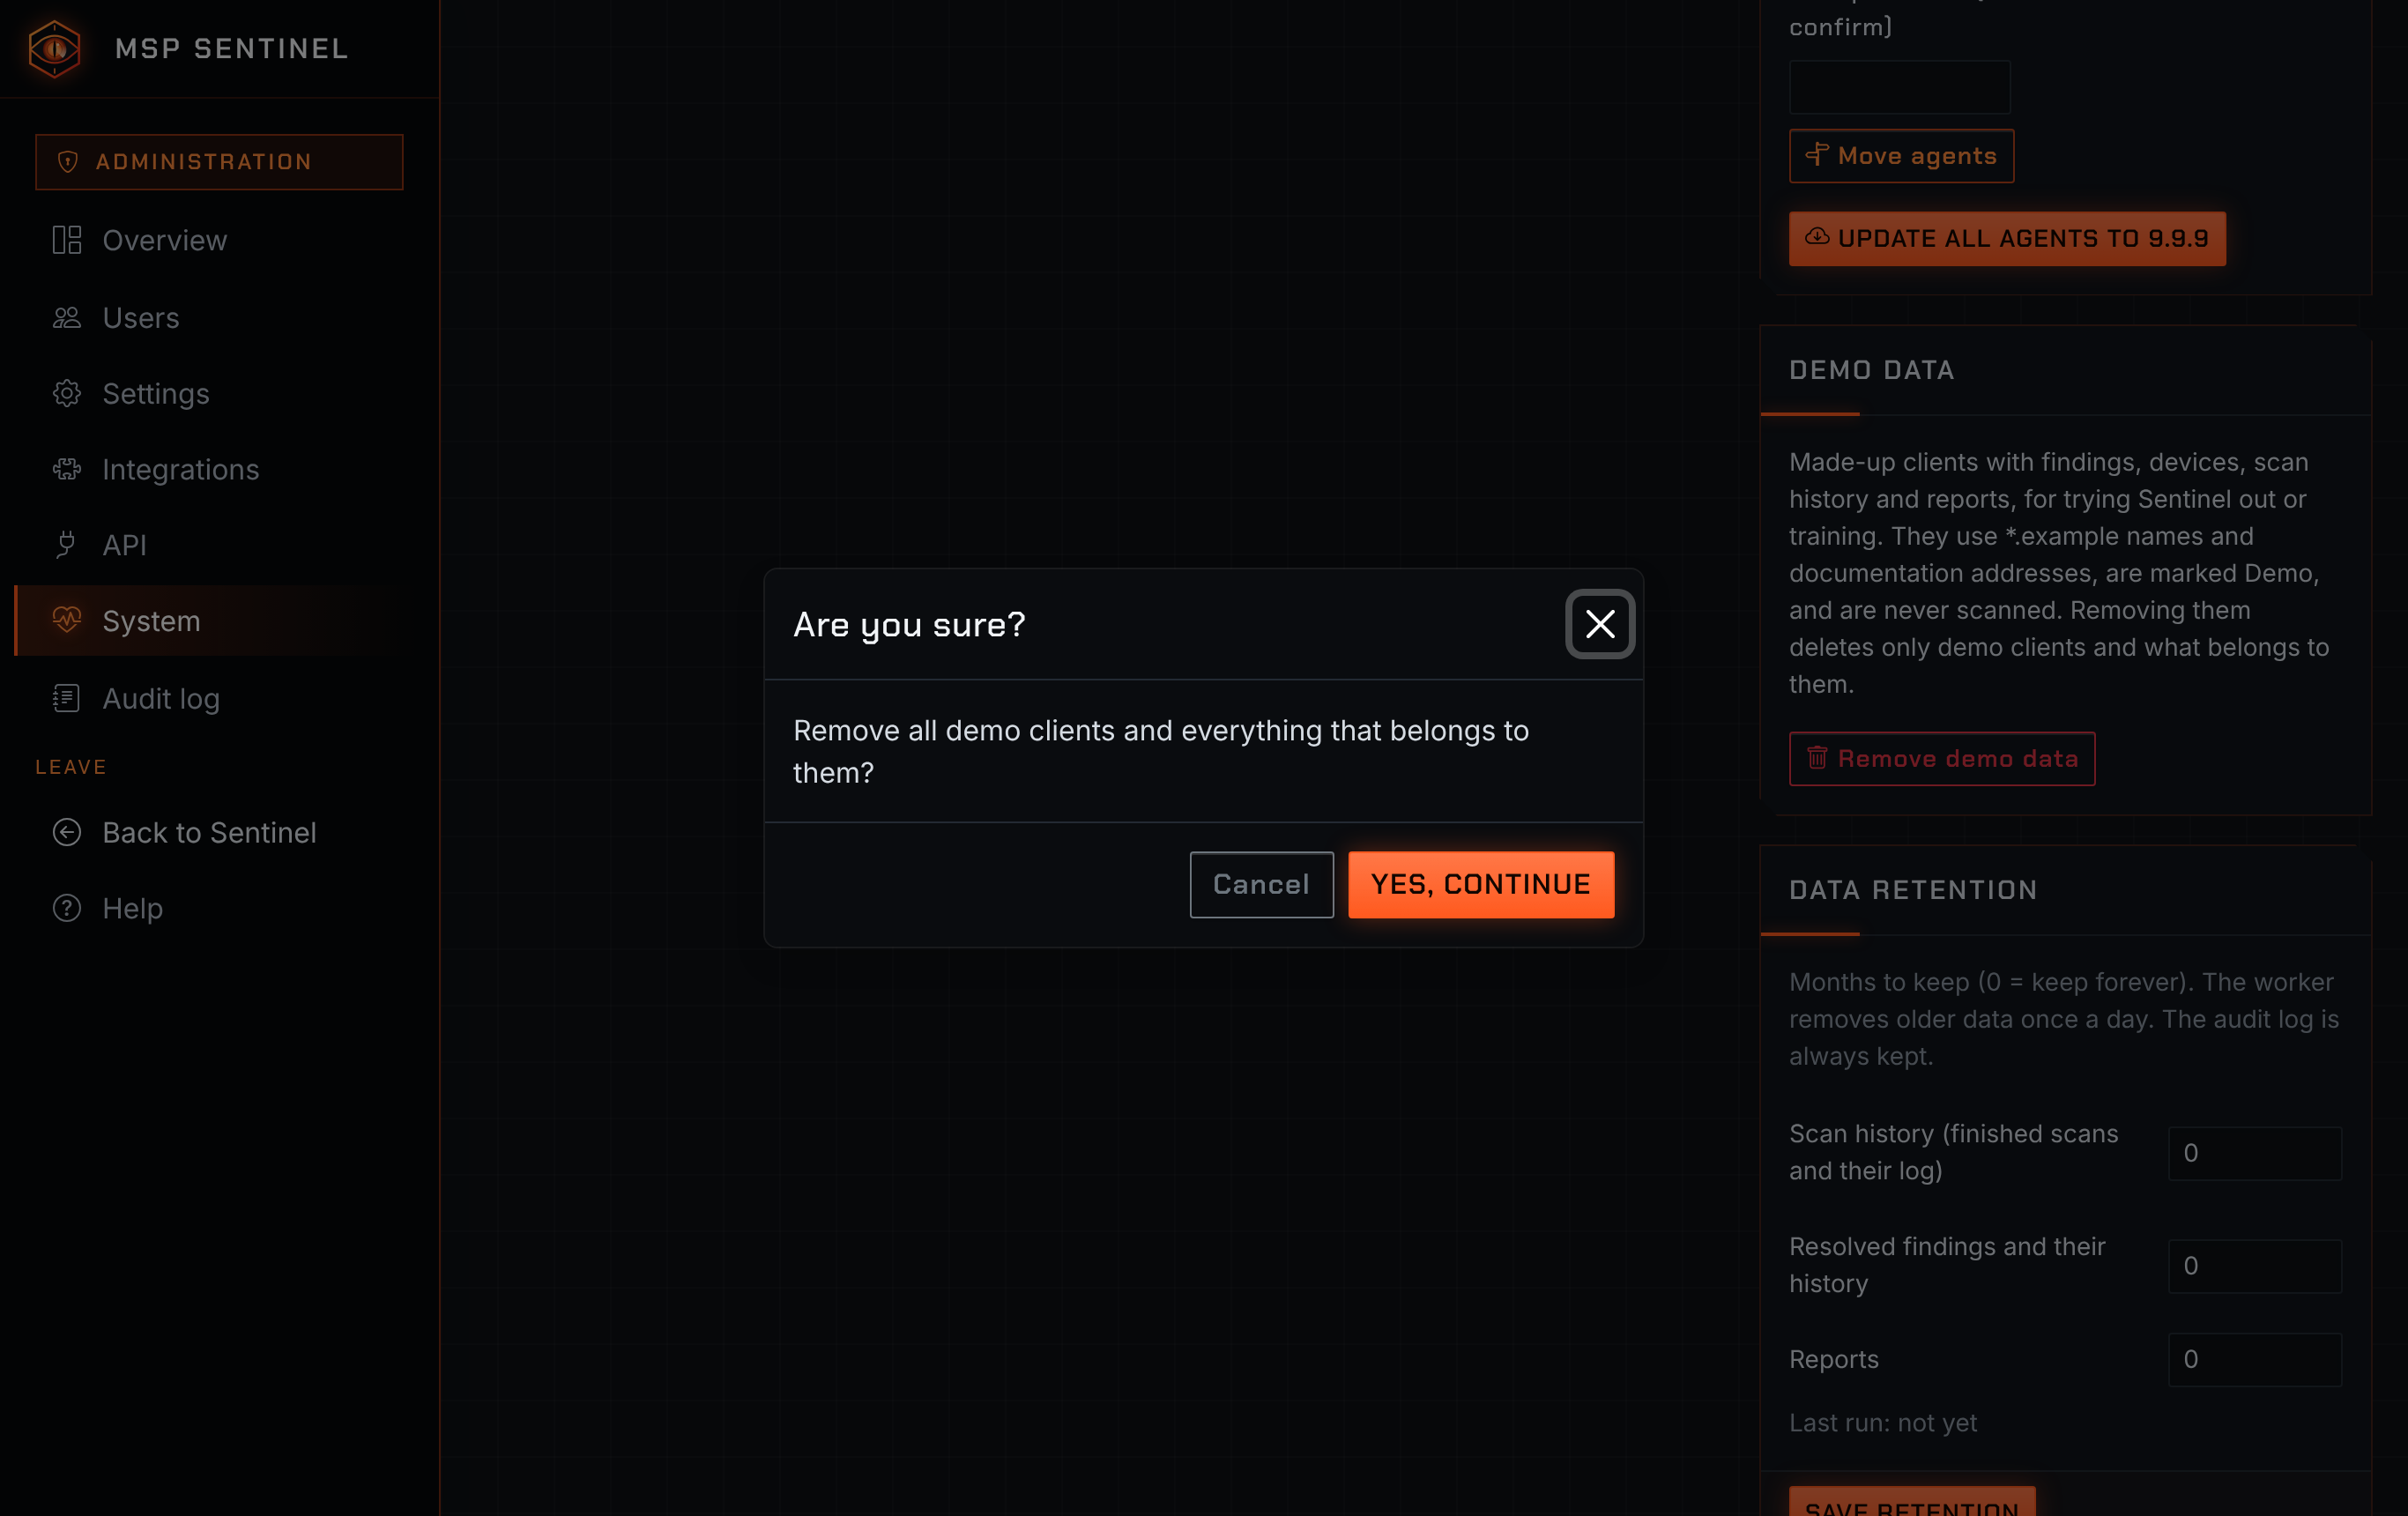 MSP SENTINEL
ADMINISTRATION
Overview
Users
Settings
Integrations
API
System
Audit log
LEAVE
Back to Sentinel
Help
confirm)
Move agents
UPDATE ALL AGENTS TO 9.9.9
DEMO DATA
Made-up clients with findings, devices, scan
history and reports, for trying Sentinel out or
training. They use *.example names and
documentation addresses, are marked Demo,
and are never scanned. Removing them
deletes only demo clients and what belongs to
them.
Remove demo data
Are you sure?
Remove all demo clients and everything that belongs to
them?
Cancel
YES, CONTINUE
DATA RETENTION
Months to keep (0 = keep forever). The worker
removes older data once a day. The audit log is
always kept.
Scan history (finished scans
and their log)
0
Resolved findings and their
history
0
Reports
0
Last run: not yet
SAVE RETENTION